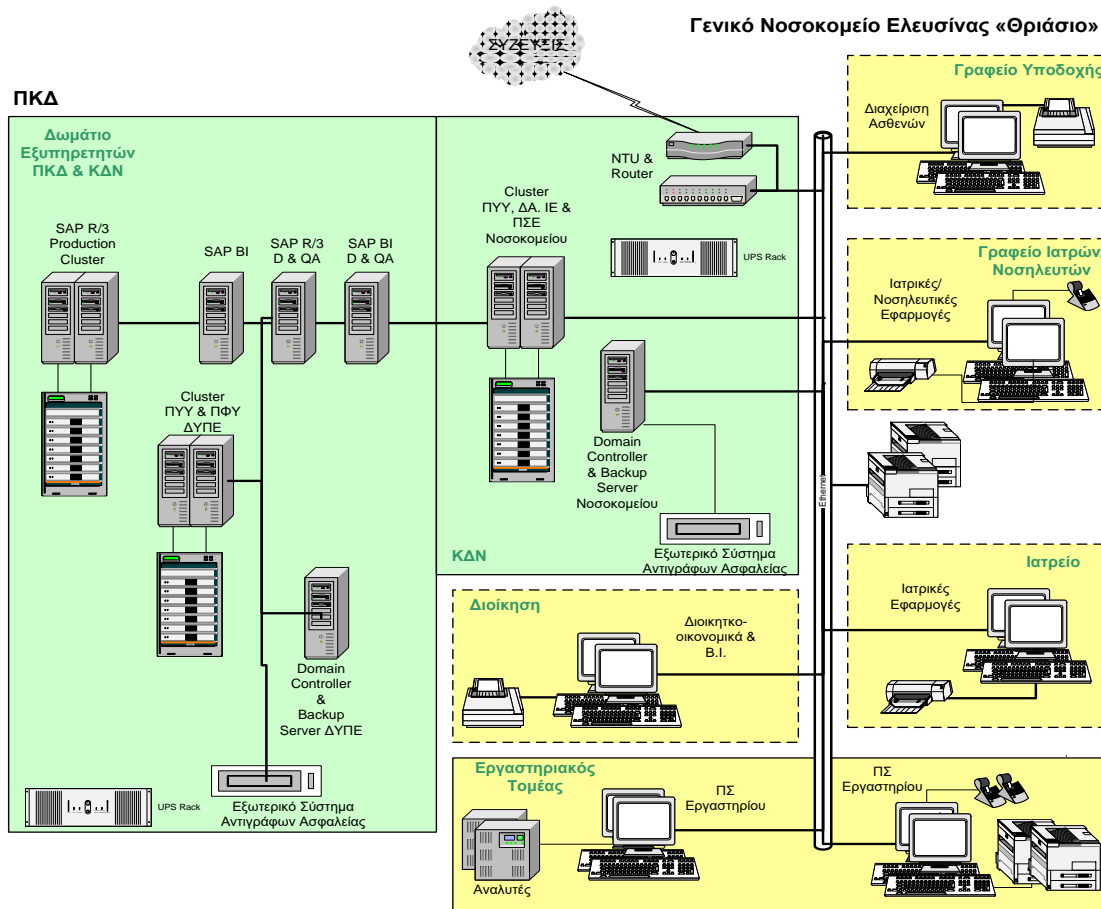 Γενικό Νοσοκομείο Ελευσίνας «Θριάσιο»
ΣΥΖΕΥΞΙΣ
ΠΚΔ
Δωμάτιο
Εξυπηρετητών
ΠΚΔ & ΚΔΝ
SAP R/3
Production
Cluster
SAP BI
SAP R/3
D & QA
SAP BI
D & QA
Cluster
ΠΥΥ & ΠΦΥ
ΔΥΠΕ
Domain
Controller
&
Backup
Server ΔΥΠΕ
UPS Rack
Εξωτερικό Σύστημα
Αντιγράφων Ασφαλείας
NTU &
Router
Cluster
ΠΥΥ, ΔΑ. ΙΕ &
ΠΣΕ
Νοσοκομείου
UPS Rack
Domain
Controller
& Backup
Server
Νοσοκομείου
ΚΔΝ
Εξωτερικό Σύστημα
Αντιγράφων Ασφαλείας
Ethernet
Γραφείο Υποδοχής
Διαχείριση
Ασθενών
Γραφείο Ιατρών/
Νοσηλευτών
Ιατρικές/
Νοσηλευτικές
Εφαρμογές
Ιατρείο
Ιατρικές
Εφαρμογές
Διοίκηση
Διοιητκο-
οικονομικά &
B.I.
Εργαστηριακός
Τομέας
ΠΣ
Εργαστηρίου
Αναλυτές
ΠΣ
Εργαστηρίου